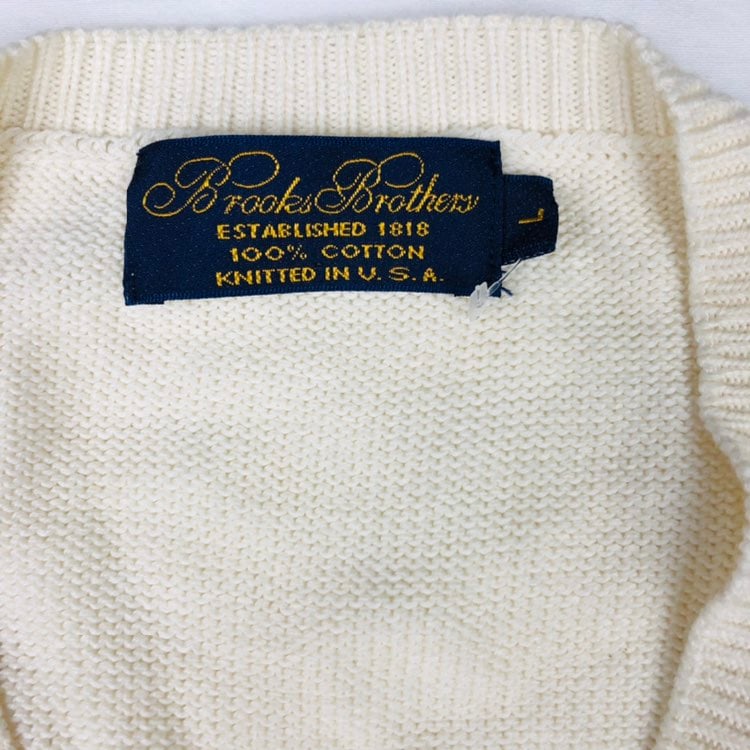 Brooks Brothers
ESTABLISHED 1818
100% COTTON
KNITTED IN U.S.A.
L